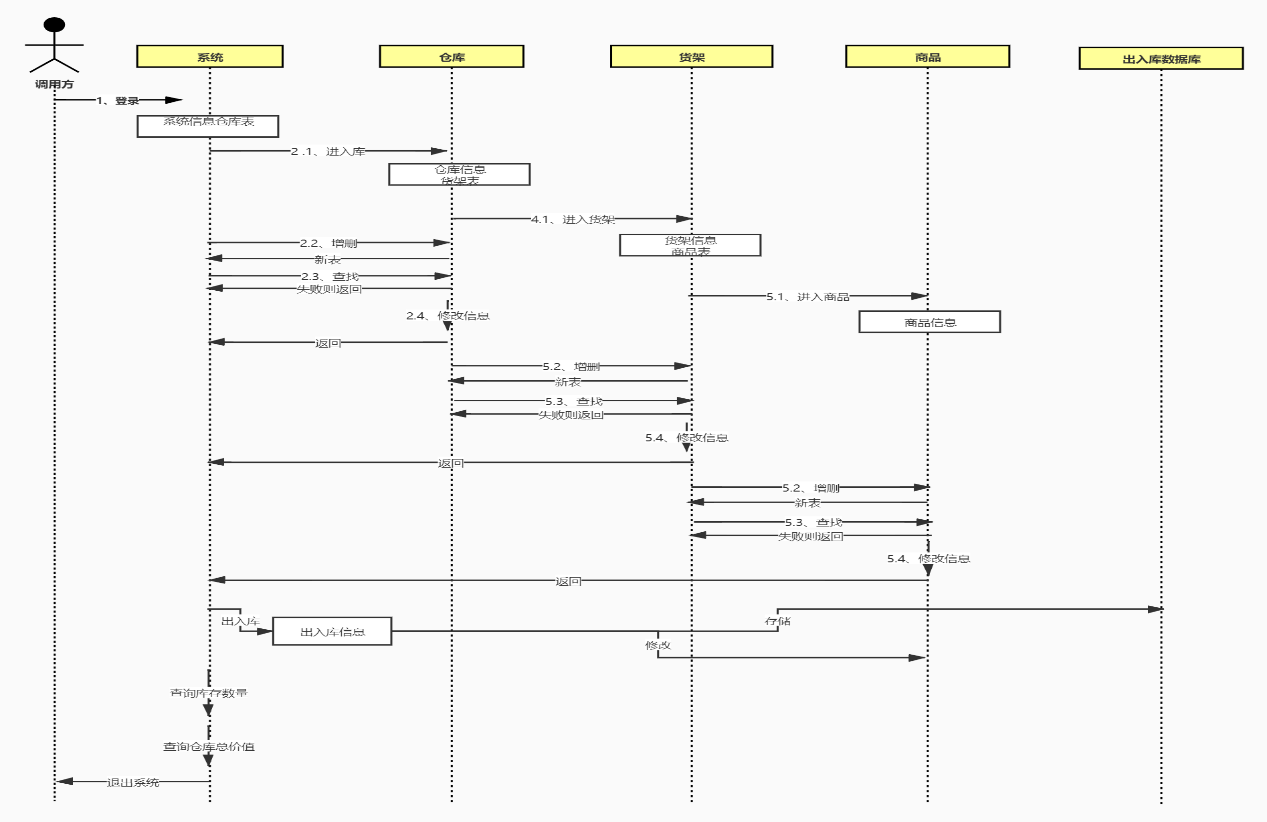 系统
仓库
货架
商品
出入库数据库
调用方
1、登录
系统信息仓库表
2 .1、进入库
仓库信息
货架表
4.1、进入货架
2.2、增删
货架信息
商品表
新表
2.3、查找
失败则返回
5.1、进入商品
2.4、修改信息
商品信息
返回
5.2、增删
新表
5.3、查找
失败则返回
5.4、修改信息
返回
5.2、增删
新表
5.3、查找
失败则返回
5.4、修改信息
返回
出入库
存储
出入库信息
修改
查询库存数量
查询仓库总价值
退出系统